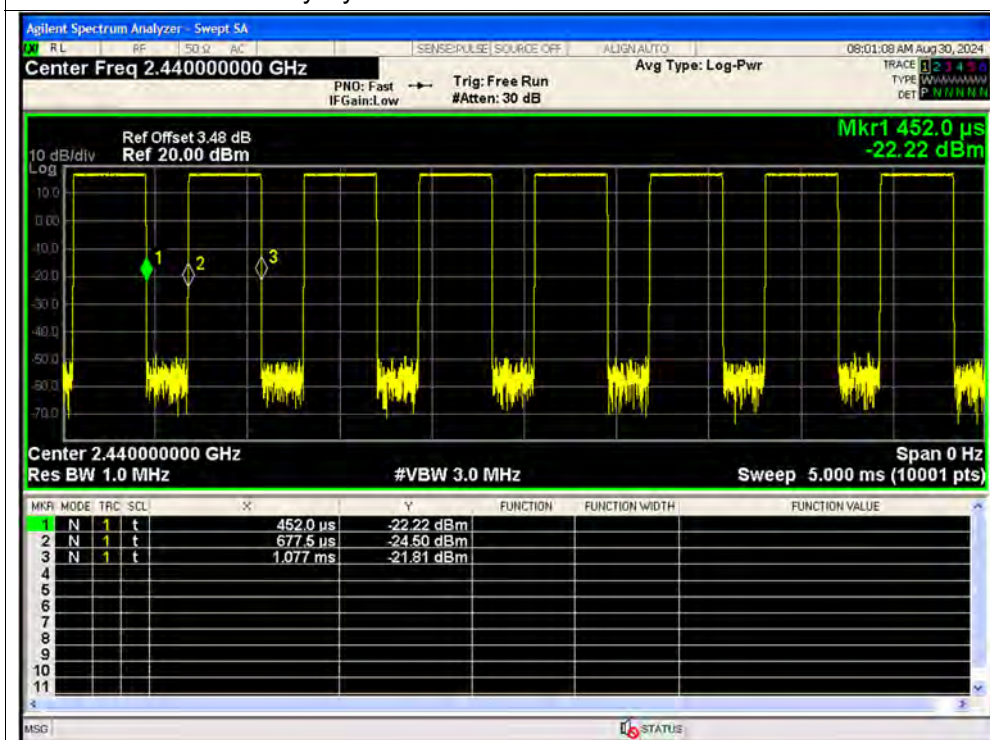 Agilent Spectrum Analyzer - Swept SA
RL RF 50 Ω AC SENSE:PULSE SOURCE OFF ALIGN AUTO 08:01:08 AM Aug 30, 2024
Center Freq 2.440000000 GHz Avg Type: Log-Pwr TRACE 1 2 3 4 5 6
PNO: Fast Trig: Free Run TYPE WWWWWW
IFGain:Low #Atten: 30 dB DET P N N N N N
Mkr1 452.0 µs
Ref Offset 3.48 dB
10 dB/div Ref 20.00 dBm -22.22 dBm
Log
10.0
0.00
-10.0
1 2 3
-20.0
-30.0
-40.0
-50.0
-60.0
-70.0
Center 2.440000000 GHz Span 0 Hz
Res BW 1.0 MHz #VBW 3.0 MHz Sweep 5.000 ms (10001 pts)
MKR MODE TRC SCL X Y FUNCTION FUNCTION WIDTH FUNCTION VALUE
1 N 1 t 452.0 µs -22.22 dBm
2 N 1 t 677.5 µs -24.50 dBm
3 N 1 t 1.077 ms -21.81 dBm
4
5
6
7
8
9
10
11
MSG STATUS